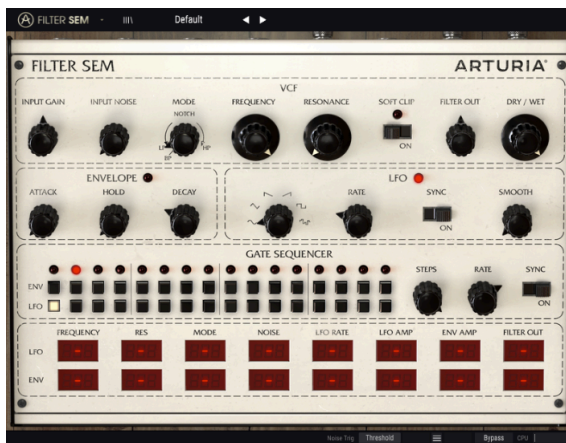 FILTER SEM
Default
FILTER SEM
ARTURIA
VCF
INPUT GAIN INPUT NOISE MODE FREQUENCY RESONANCE SOFT CLIP FILTER OUT DRY / WET
NOTCH
LP HP
BP
ON
ENVELOPE LFO
ATTACK HOLD DECAY RATE SYNC SMOOTH
ON
GATE SEQUENCER
STEPS RATE SYNC
ENV
LFO
ON
FREQUENCY RES MODE NOISE LFO RATE LFO AMP ENV AMP FILTER OUT
LFO - - - - - - - -
ENV - - - - - - - -
Noise Trig Threshold Bypass CPU